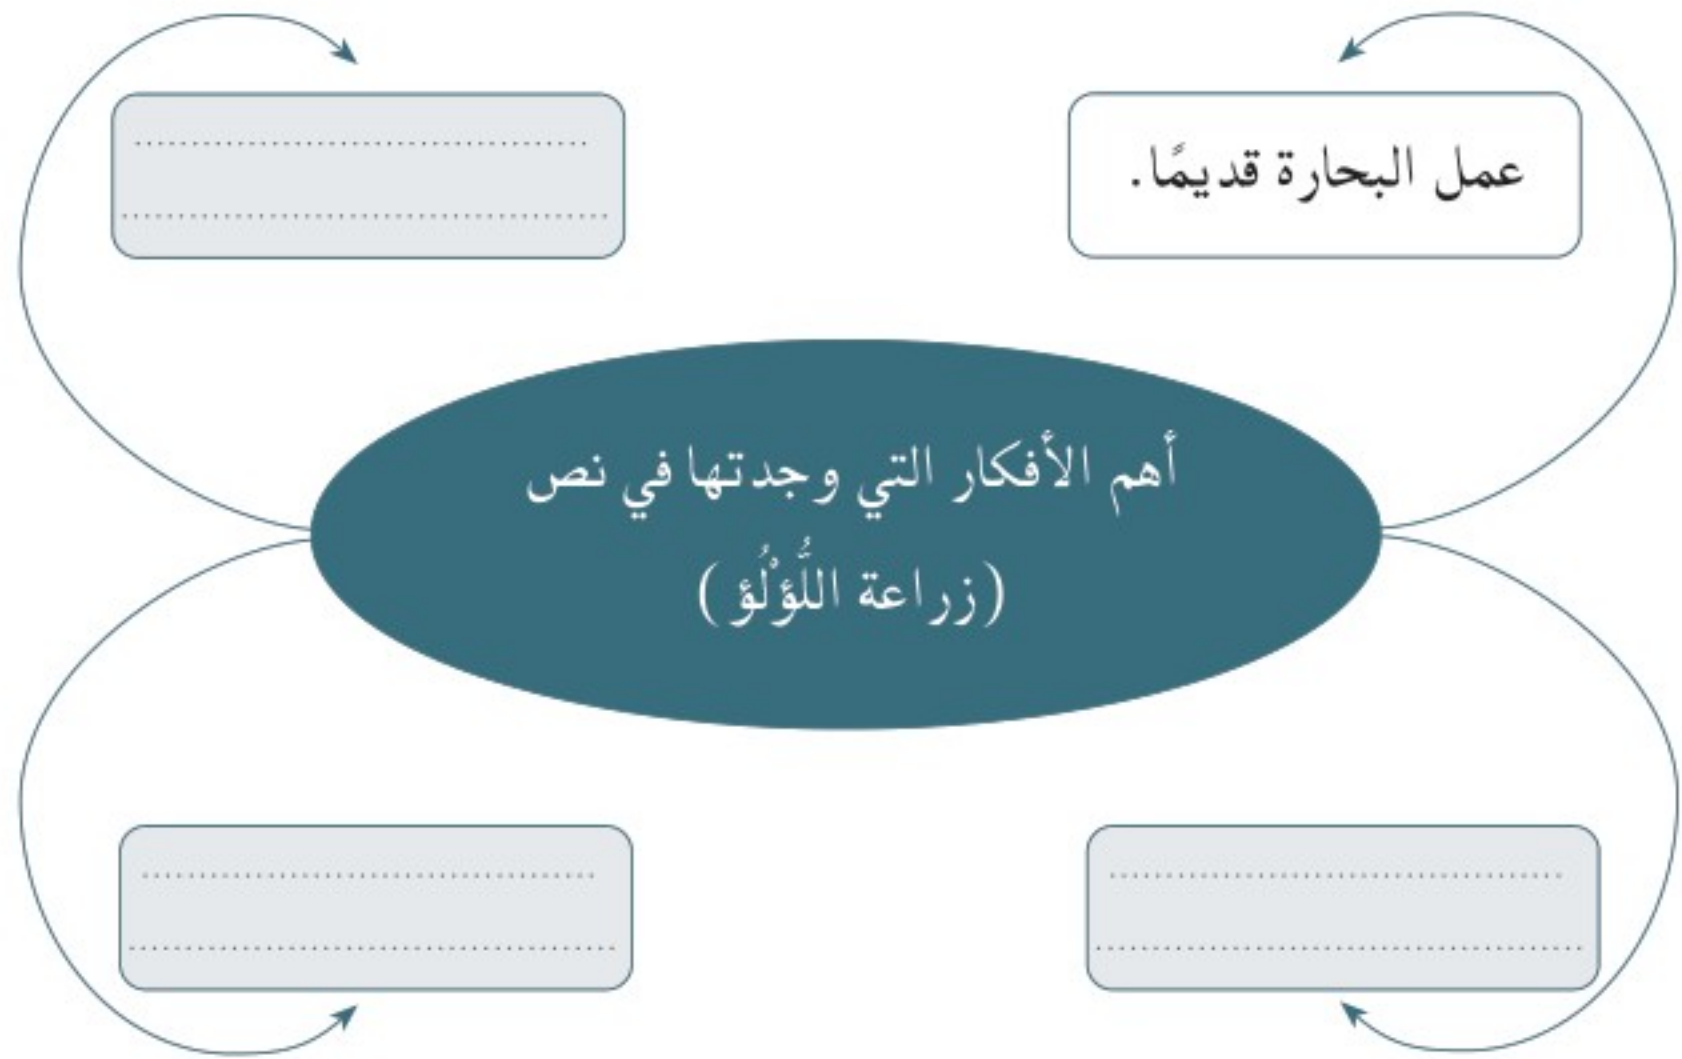 عمل البحارة قديمًا.
أهم الأفكار التي وجدتها في نص
(زراعة اللُّؤْلُؤ)